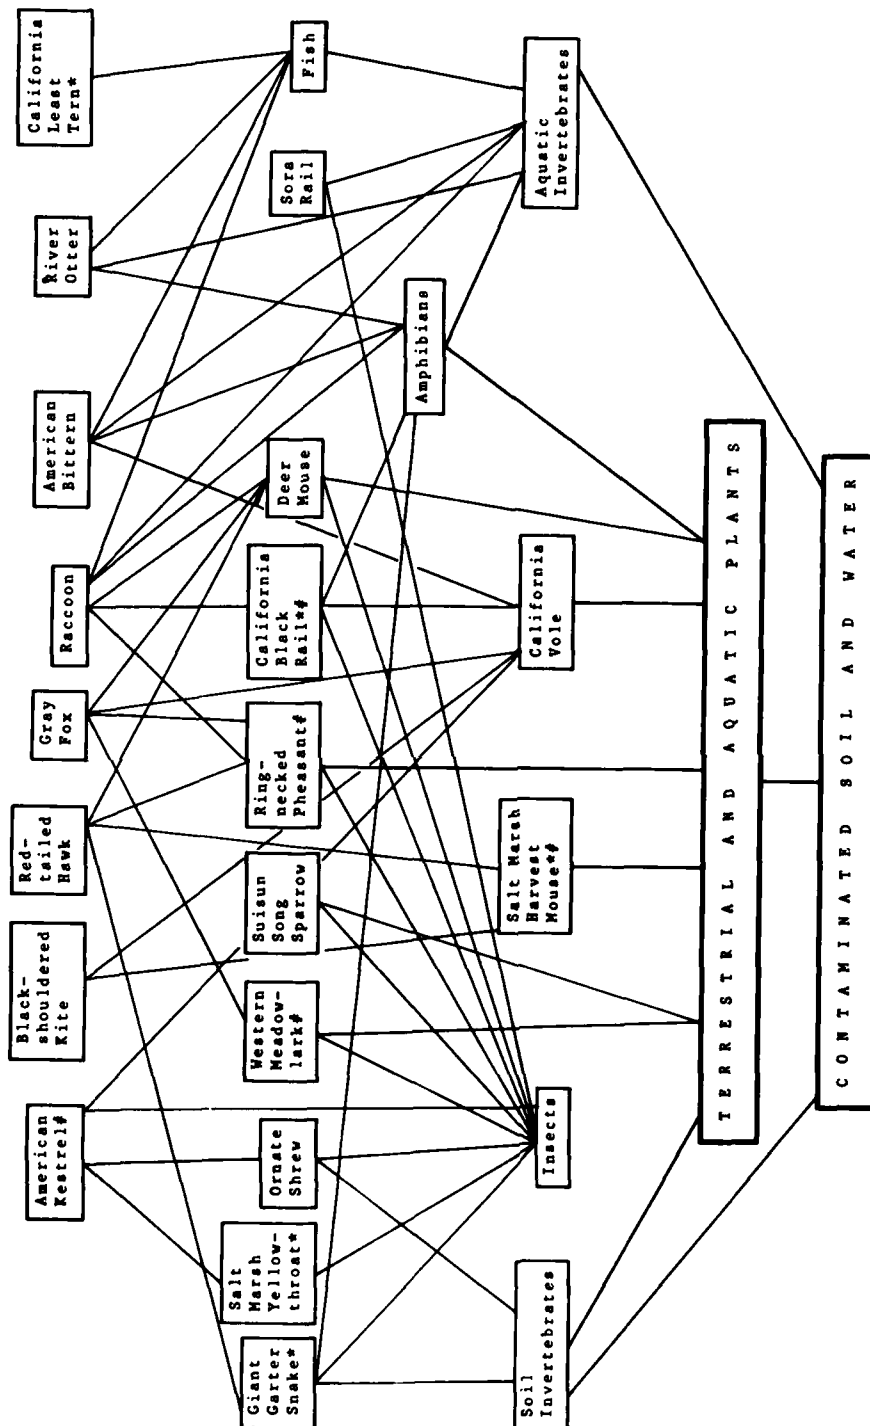 American
Kestrel#
Black-
shouldered
Kite
Red-
tailed
Hawk
Gray
Fox
Raccoon
American
Bittern
River
Otter
California
Least
Tern*
Giant
Garter
Snake*
Salt
Marsh
Yellow-
throat*
Ornate
Shrew
Western
Meadow-
lark#
Suisun
Song
Sparrow
Ring-
necked
Pheasant#
California
Black
Rail*#
Deer
Mouse
Sora
Rail
Fish
Amphibians
Soil
Invertebrates
Insects
Salt Marsh
Harvest
Mouse*#
California
Vole
Aquatic
Invertebrates
TERRESTRIAL AND AQUATIC PLANTS
CONTAMINATED SOIL AND WATER